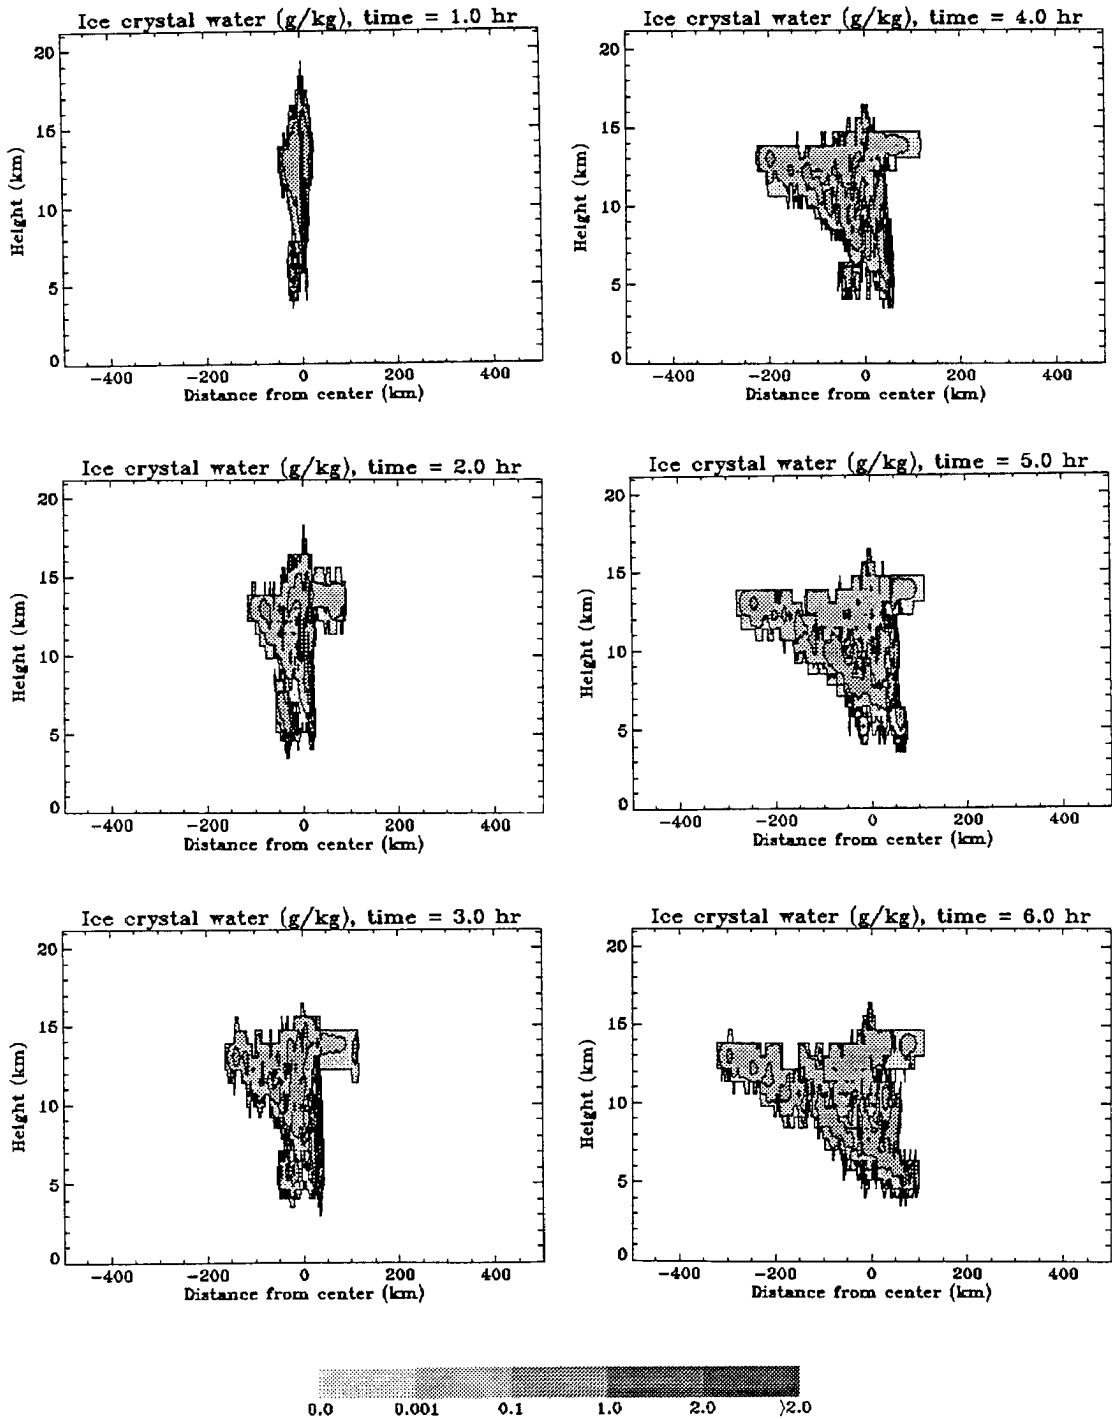 Ice crystal water (g/kg), time = 1.0 hr
20
15
10
5
0
Height (km)
-400 -200 0 200 400
Distance from center (km)
Ice crystal water (g/kg), time = 4.0 hr
20
15
10
5
0
Height (km)
-400 -200 0 200 400
Distance from center (km)
Ice crystal water (g/kg), time = 2.0 hr
20
15
10
5
0
Height (km)
-400 -200 0 200 400
Distance from center (km)
Ice crystal water (g/kg), time = 5.0 hr
20
15
10
5
0
Height (km)
-400 -200 0 200 400
Distance from center (km)
Ice crystal water (g/kg), time = 3.0 hr
20
15
10
5
0
Height (km)
-400 -200 0 200 400
Distance from center (km)
Ice crystal water (g/kg), time = 6.0 hr
20
15
10
5
0
Height (km)
-400 -200 0 200 400
Distance from center (km)
0.0 0.001 0.1 1.0 2.0 >2.0